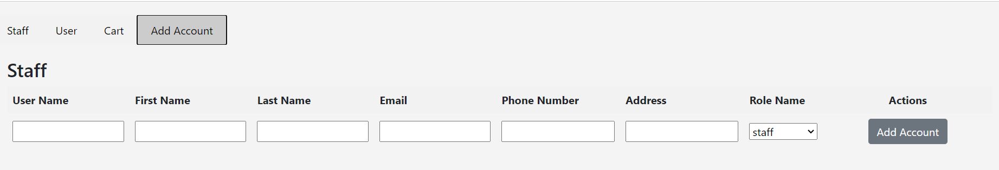 Staff User Cart Add Account
Staff
User Name First Name Last Name Email Phone Number Address Role Name Actions
staff Add Account